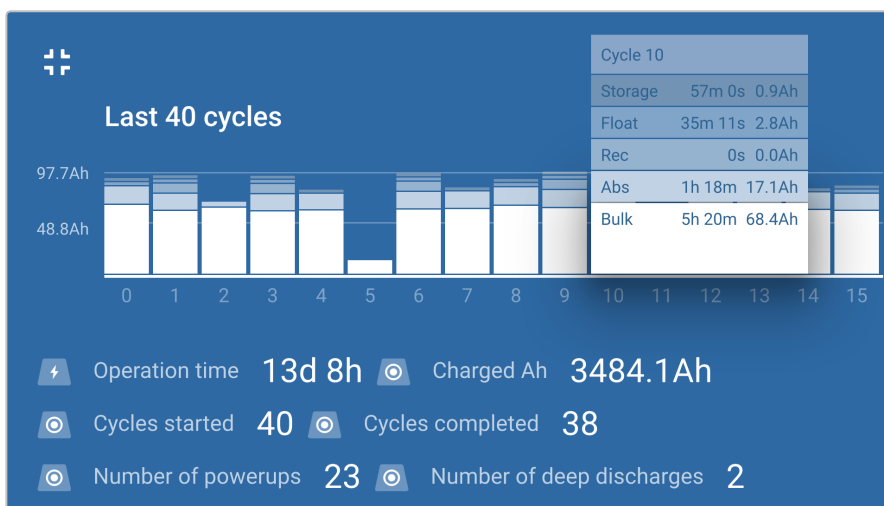 Cycle 10
Storage 57m 0s 0.9Ah
Float 35m 11s 2.8Ah
Rec 0s 0.0Ah
Abs 1h 18m 17.1Ah
Bulk 5h 20m 68.4Ah
Last 40 cycles
97.7Ah
48.8Ah
0 1 2 3 4 5 6 7 8 9 10 11 12 13 14 15
Operation time 13d 8h Charged Ah 3484.1Ah
Cycles started 40 Cycles completed 38
Number of powerups 23 Number of deep discharges 2